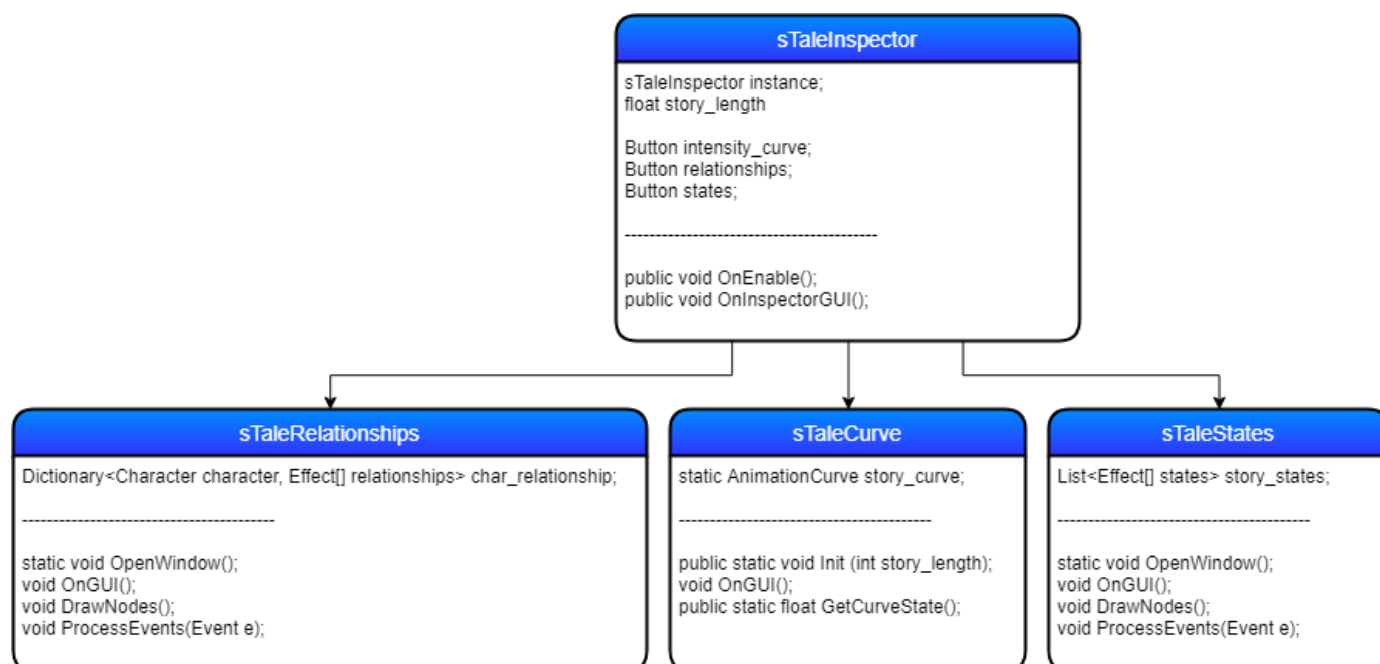 sTaleInspector
sTaleInspector instance;
float story_length
Button intensity_curve;
Button relationships;
Button states;
------------------------------------------
public void OnEnable();
public void OnInspectorGUI();
sTaleRelationships
Dictionary<Character character, Effect[] relationships> char_relationship;
------------------------------------------
static void OpenWindow();
void OnGUI();
void DrawNodes();
void ProcessEvents(Event e);
sTaleCurve
static AnimationCurve story_curve;
------------------------------------------
public static void Init (int story_length);
void OnGUI();
public static float GetCurveState();
sTaleStates
List<Effect[] states> story_states;
------------------------------------------
static void OpenWindow();
void OnGUI();
void DrawNodes();
void ProcessEvents(Event e);